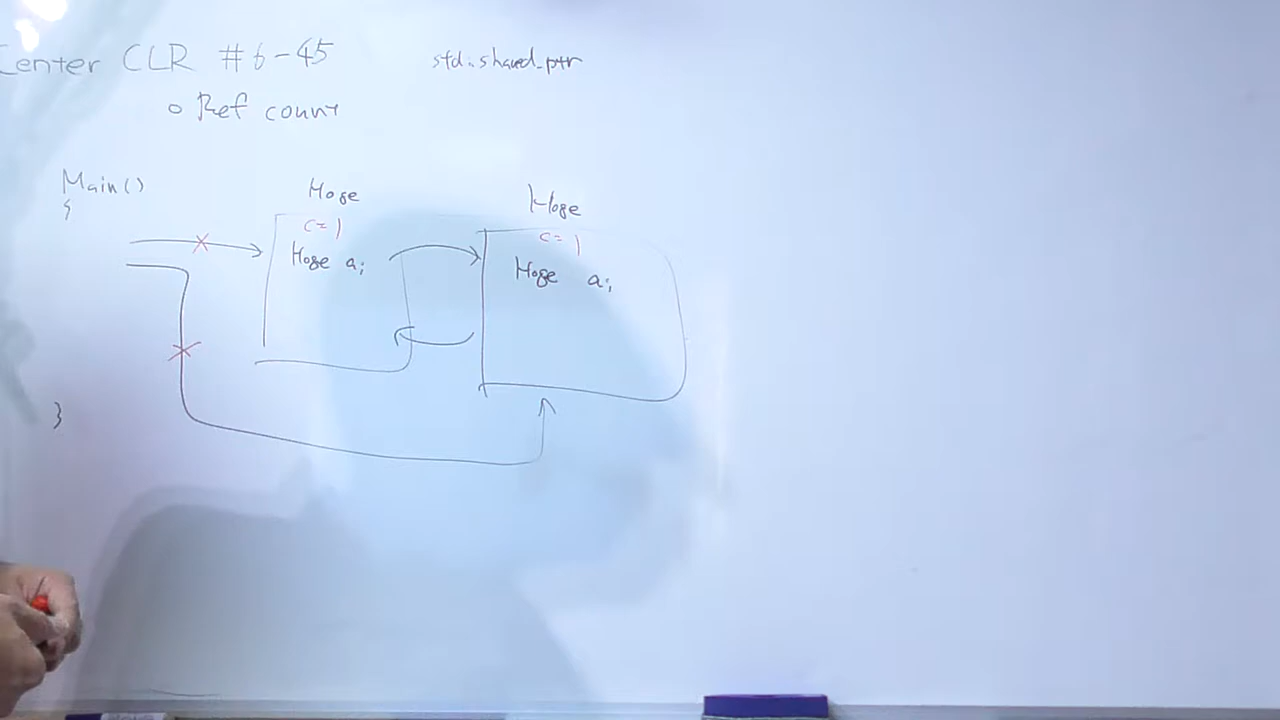 Center CLR #6-45
std::shared_ptr
○ Ref count
Main()
{
Hoge
c=1
Hoge a;
Hoge
c=1
Hoge a;
}